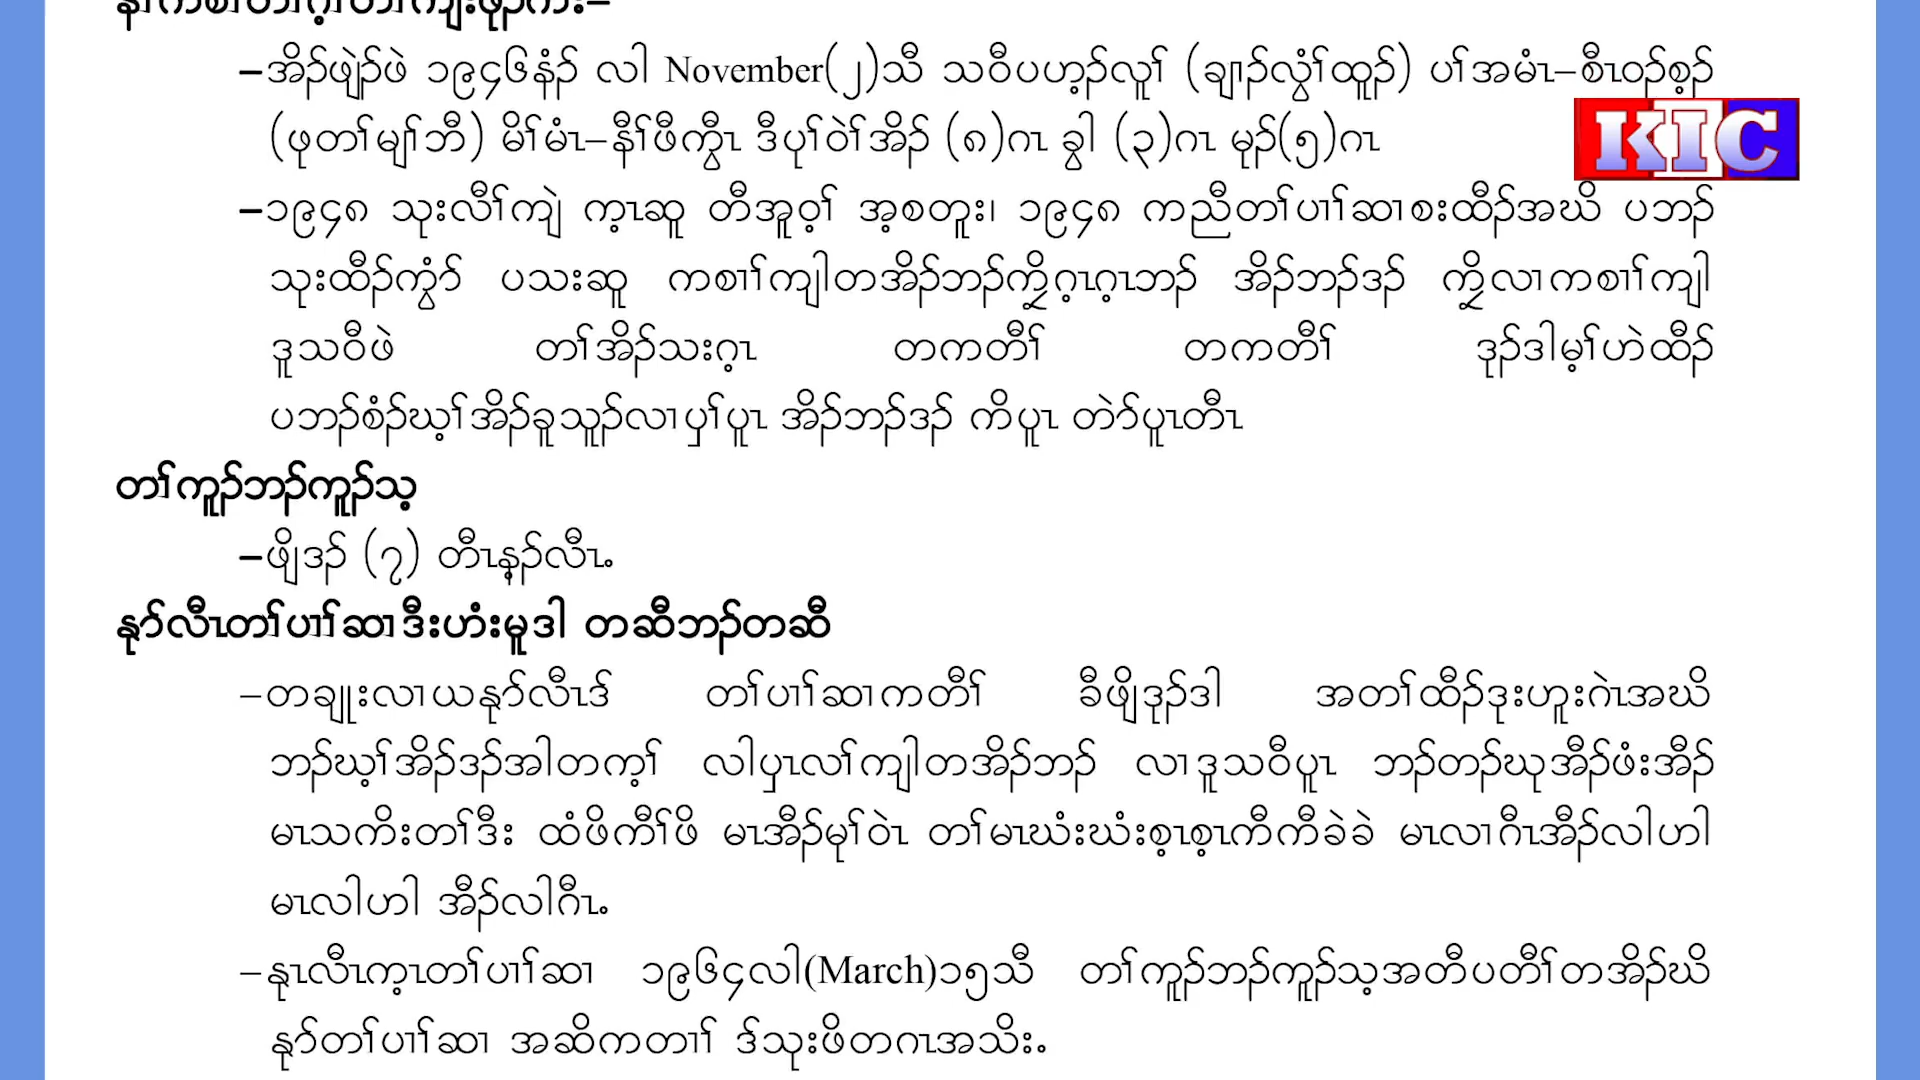 –အိၣ်ဖျဲၣ်ဖဲ ၁၉၄၆နံၣ် လါ November(၂)သီ သဝီပဟ့ၣ်လူၢ် (ချၢၣ်လွံၢ်ထူၣ်) ပၢ်အမံၤ–စီၤဝၣ်စ့ၣ်
(ဖုတၢ်မျၢ်ဘီ) မိၢ်မံၤ–နီၢ်ဖီကွီၤ ဒီပုၢ်ဝဲၢ်အိၣ် (၈)ဂၤ ခွါ (၃)ဂၤ မုၣ်(၅)ဂၤ
KIC
–၁၉၄၈ သုးလီၢ်ကျဲ က့ၤဆူ တီအူဝ့ၢ် အ့စတူး၊ ၁၉၄၈ ကညီတၢ်ပၢၢ်ဆၢစးထီၣ်အဃိ ပဘၣ်
သုးထီၣ်ကွံာ် ပသးဆူ ကစၢၢ်ကျါတအိၣ်ဘၣ်ကၠိဂ့ၤဂ့ၤဘၣ် အိၣ်ဘၣ်ဒၣ် ကၠိလၢကစၢၢ်ကျါ
ဒူသဝီဖဲ တၢ်အိၣ်သးဂ့ၤ တကတီၢ် တကတီၢ် ဒုၣ်ဒါမ့ၢ်ဟဲထီၣ်
ပဘၣ်စံၣ်ဃ့ၢ်အိၣ်ခူသူၣ်လၢပှၢ်ပူၤ အိၣ်ဘၣ်ဒၣ် ကိပူၤ တဲာ်ပူၤတီၤ
တၢ်ကူၣ်ဘၣ်ကူၣ်သ့
–ဖျိဒၣ် (၇) တီၤန့ၣ်လီၤ.
နုာ်လီၤတၢ်ပၢၢ်ဆၢဒီးဟံးမူဒါ တဆီဘၣ်တဆီ
–တချုးလၢယနုာ်လီၤဒ် တၢ်ပၢၢ်ဆၢကတီၢ် ခီဖျိဒုၣ်ဒါ အတၢ်ထီၣ်ဒုးဟူးဂဲၤအဃိ
ဘၣ်ဃ့ၢ်အိၣ်ဒၣ်အါတက့ၢ် လါပှၤလၢ်ကျါတအိၣ်ဘၣ် လၢဒူသဝီပူၤ ဘၣ်တၣ်ဃုအီၣ်ဖံးအီၣ်
မၤသကိးတၢ်ဒီး ထံဖိကီၢ်ဖိ မၤအီၣ်မုၢ်ဝဲၤ တၢ်မၤဃံးဃံးစ့ၤစ့ၤကီကီခဲခဲ မၤလၢဂီၤအီၣ်လါဟါ
မၤလါဟါ အီၣ်လါဂီၤ.
–နုၤလီၤက့ၤတၢ်ပၢၢ်ဆၢ ၁၉၆၄လါ(March)၁၅သီ တၢ်ကူၣ်ဘၣ်ကူၣ်သ့အတီပတီၢ်တအိၣ်ဃိ
နုာ်တၢ်ပၢၢ်ဆၢ အဆိကတၢၢ် ဒ်သုးဖိတဂၤအသိး.